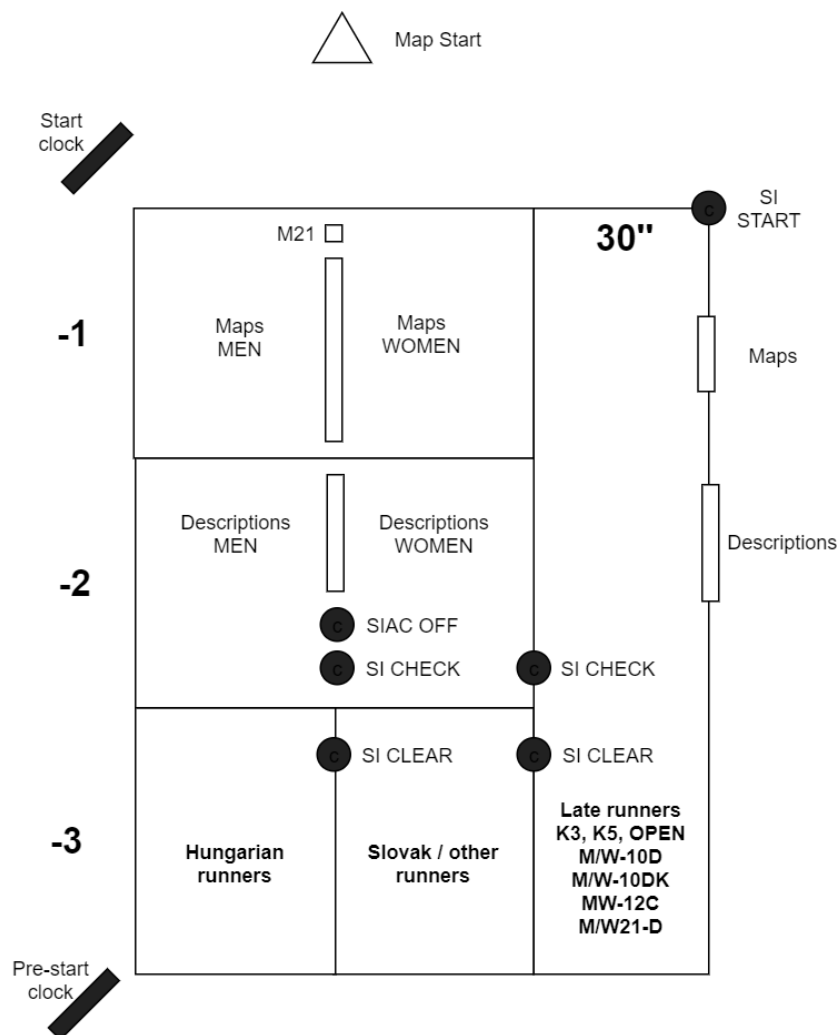 Map Start
Start
clock
SI
START
c
M21
30"
-1
Maps
MEN
Maps
WOMEN
Maps
Descriptions
MEN
Descriptions
WOMEN
Descriptions
-2
c
SIAC OFF
c
SI CHECK
c
SI CHECK
c
SI CLEAR
c
SI CLEAR
-3
Hungarian
runners
Slovak / other
runners
Late runners
K3, K5, OPEN
M/W-10D
M/W-10DK
MW-12C
M/W21-D
Pre-start
clock